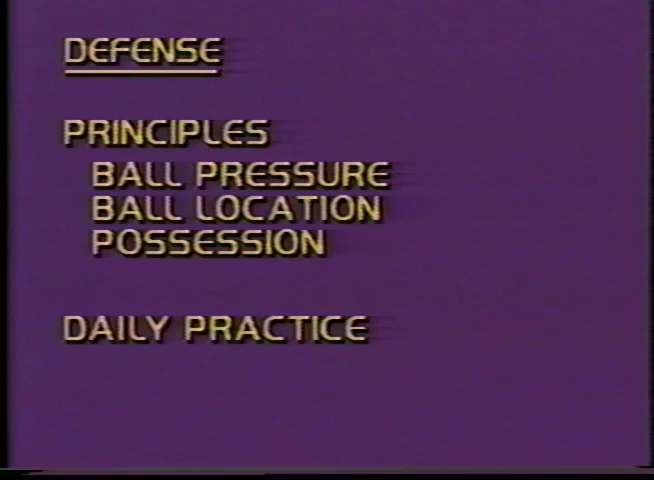 DEFENSE
PRINCIPLES
BALL PRESSURE
BALL LOCATION
POSSESSION
DAILY PRACTICE